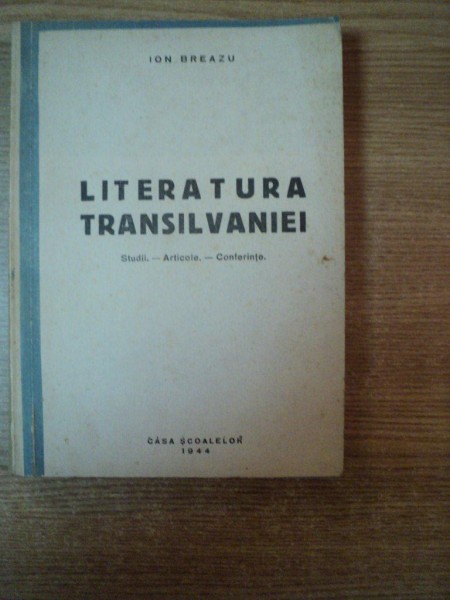 ION BREAZU
LITERATURA
TRANSILVANIEI
Studii. — Articole. — Conferințe.
CASA ȘCOALELOR
1944